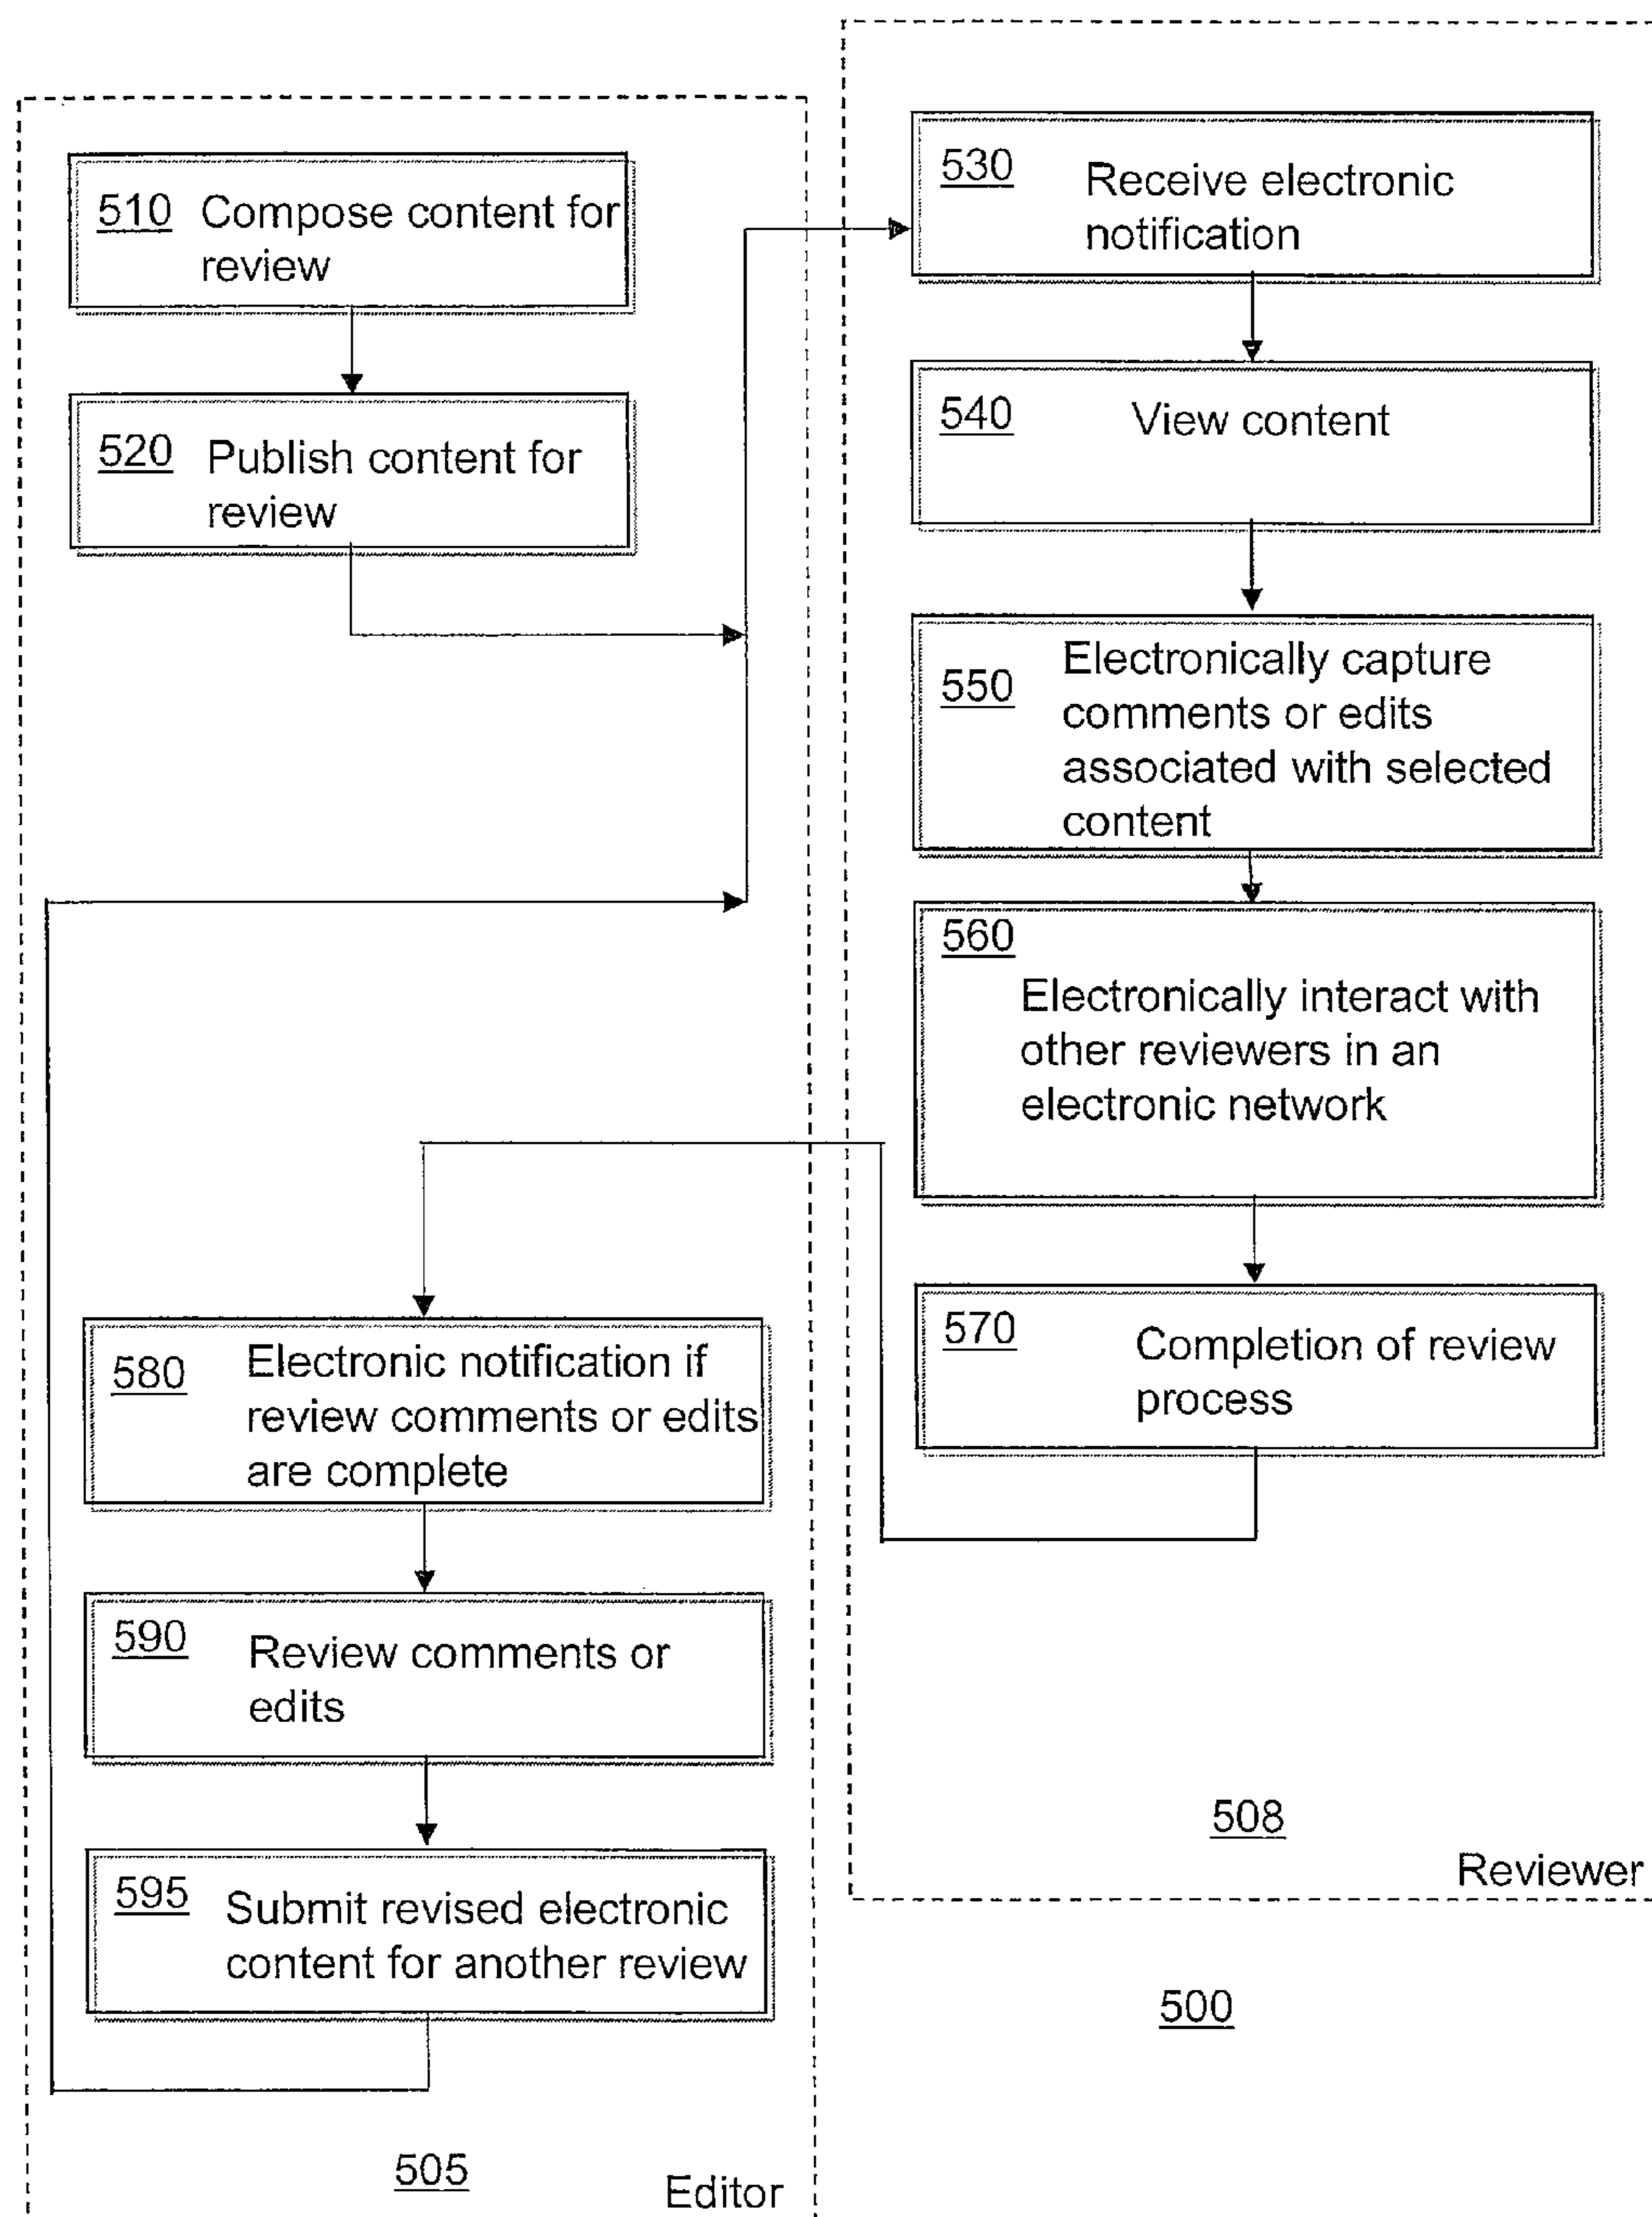 510 Compose content for
review
520 Publish content for
review
530 Receive electronic
notification
540 View content
550 Electronically capture
comments or edits
associated with selected
content
560
Electronically interact with
other reviewers in an
electronic network
570 Completion of review
process
580 Electronic notification if
review comments or edits
are complete
590 Review comments or
edits
595 Submit revised electronic
content for another review
508
Reviewer
500
505
Editor